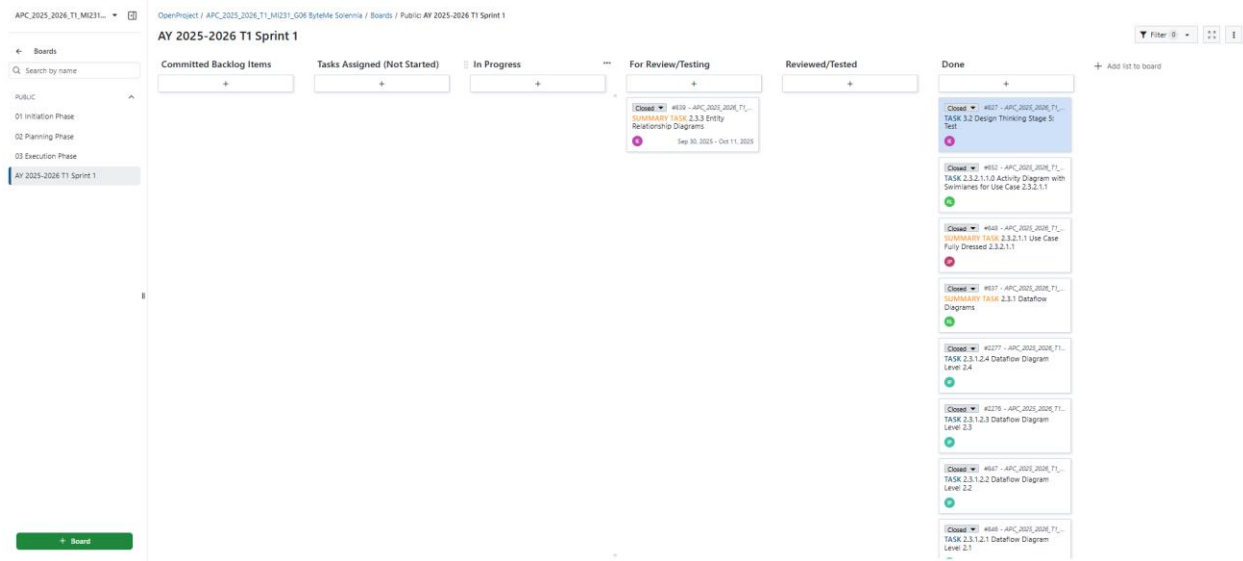 APC_2025_2026_T1_MI231...
OpenProject / APC_2025_2026_T1_MI231_G06 ByteMe Solennia / Boards / Public: AY 2025-2026 T1 Sprint 1
AY 2025-2026 T1 Sprint 1
Filter 0
Boards
Search by name
PUBLIC
01 Initiation Phase
02 Planning Phase
03 Execution Phase
AY 2025-2026 T1 Sprint 1
+ Board
Committed Backlog Items
+
Tasks Assigned (Not Started)
+
In Progress
+
For Review/Testing
+
Closed #639 - APC_2025_2026_T1_...
SUMMARY TASK 2.3.3 Entity
Relationship Diagrams
Sep 30, 2025 - Oct 11, 2025
Reviewed/Tested
+
Done
+
Closed #627 - APC_2025_2026_T1_...
TASK 3.2 Design Thinking Stage 5:
Test
Closed #652 - APC_2025_2026_T1_...
TASK 2.3.2.1.1.0 Activity Diagram with
Swimlanes for Use Case 2.3.2.1.1
Closed #648 - APC_2025_2026_T1_...
SUMMARY TASK 2.3.2.1.1 Use Case
Fully Dressed 2.3.2.1.1
Closed #637 - APC_2025_2026_T1_...
SUMMARY TASK 2.3.1 Dataflow
Diagrams
Closed #2277 - APC_2025_2026_T1...
TASK 2.3.1.2.4 Dataflow Diagram
Level 2.4
Closed #2276 - APC_2025_2026_T1...
TASK 2.3.1.2.3 Dataflow Diagram
Level 2.3
Closed #647 - APC_2025_2026_T1_...
TASK 2.3.1.2.2 Dataflow Diagram
Level 2.2
Closed #646 - APC_2025_2026_T1_...
TASK 2.3.1.2.1 Dataflow Diagram
Level 2.1
+ Add list to board